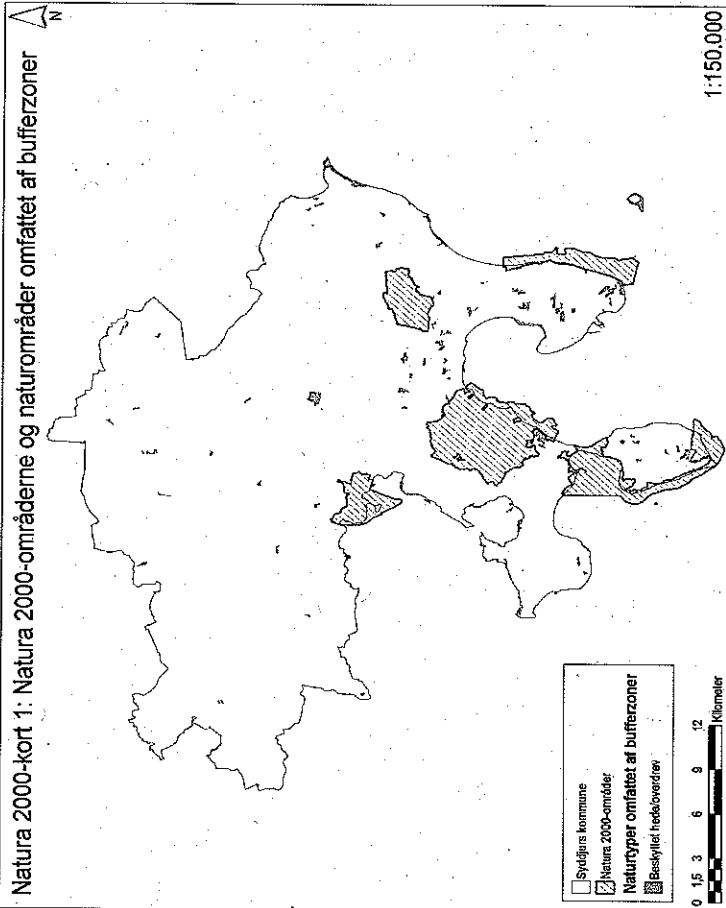 Natura 2000-kort 1: Natura 2000-områderne og naturområder omfattet af bufferzoner
N
Syddjurs kommune
Natura 2000-områder
Naturtyper omfattet af bufferzoner
Beskyttet hede/overdrev
0 1,5 3 6 9 12
Kilometer
1:150.000